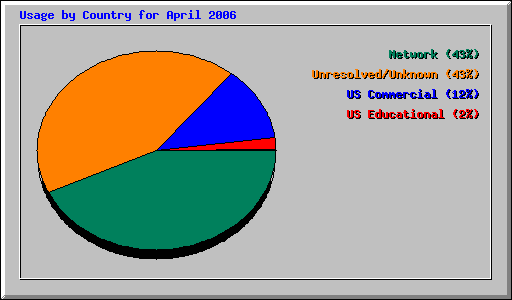 Usage by Country for April 2006
Network (43%)
Unresolved/Unknown (43%)
US Commercial (12%)
US Educational (2%)